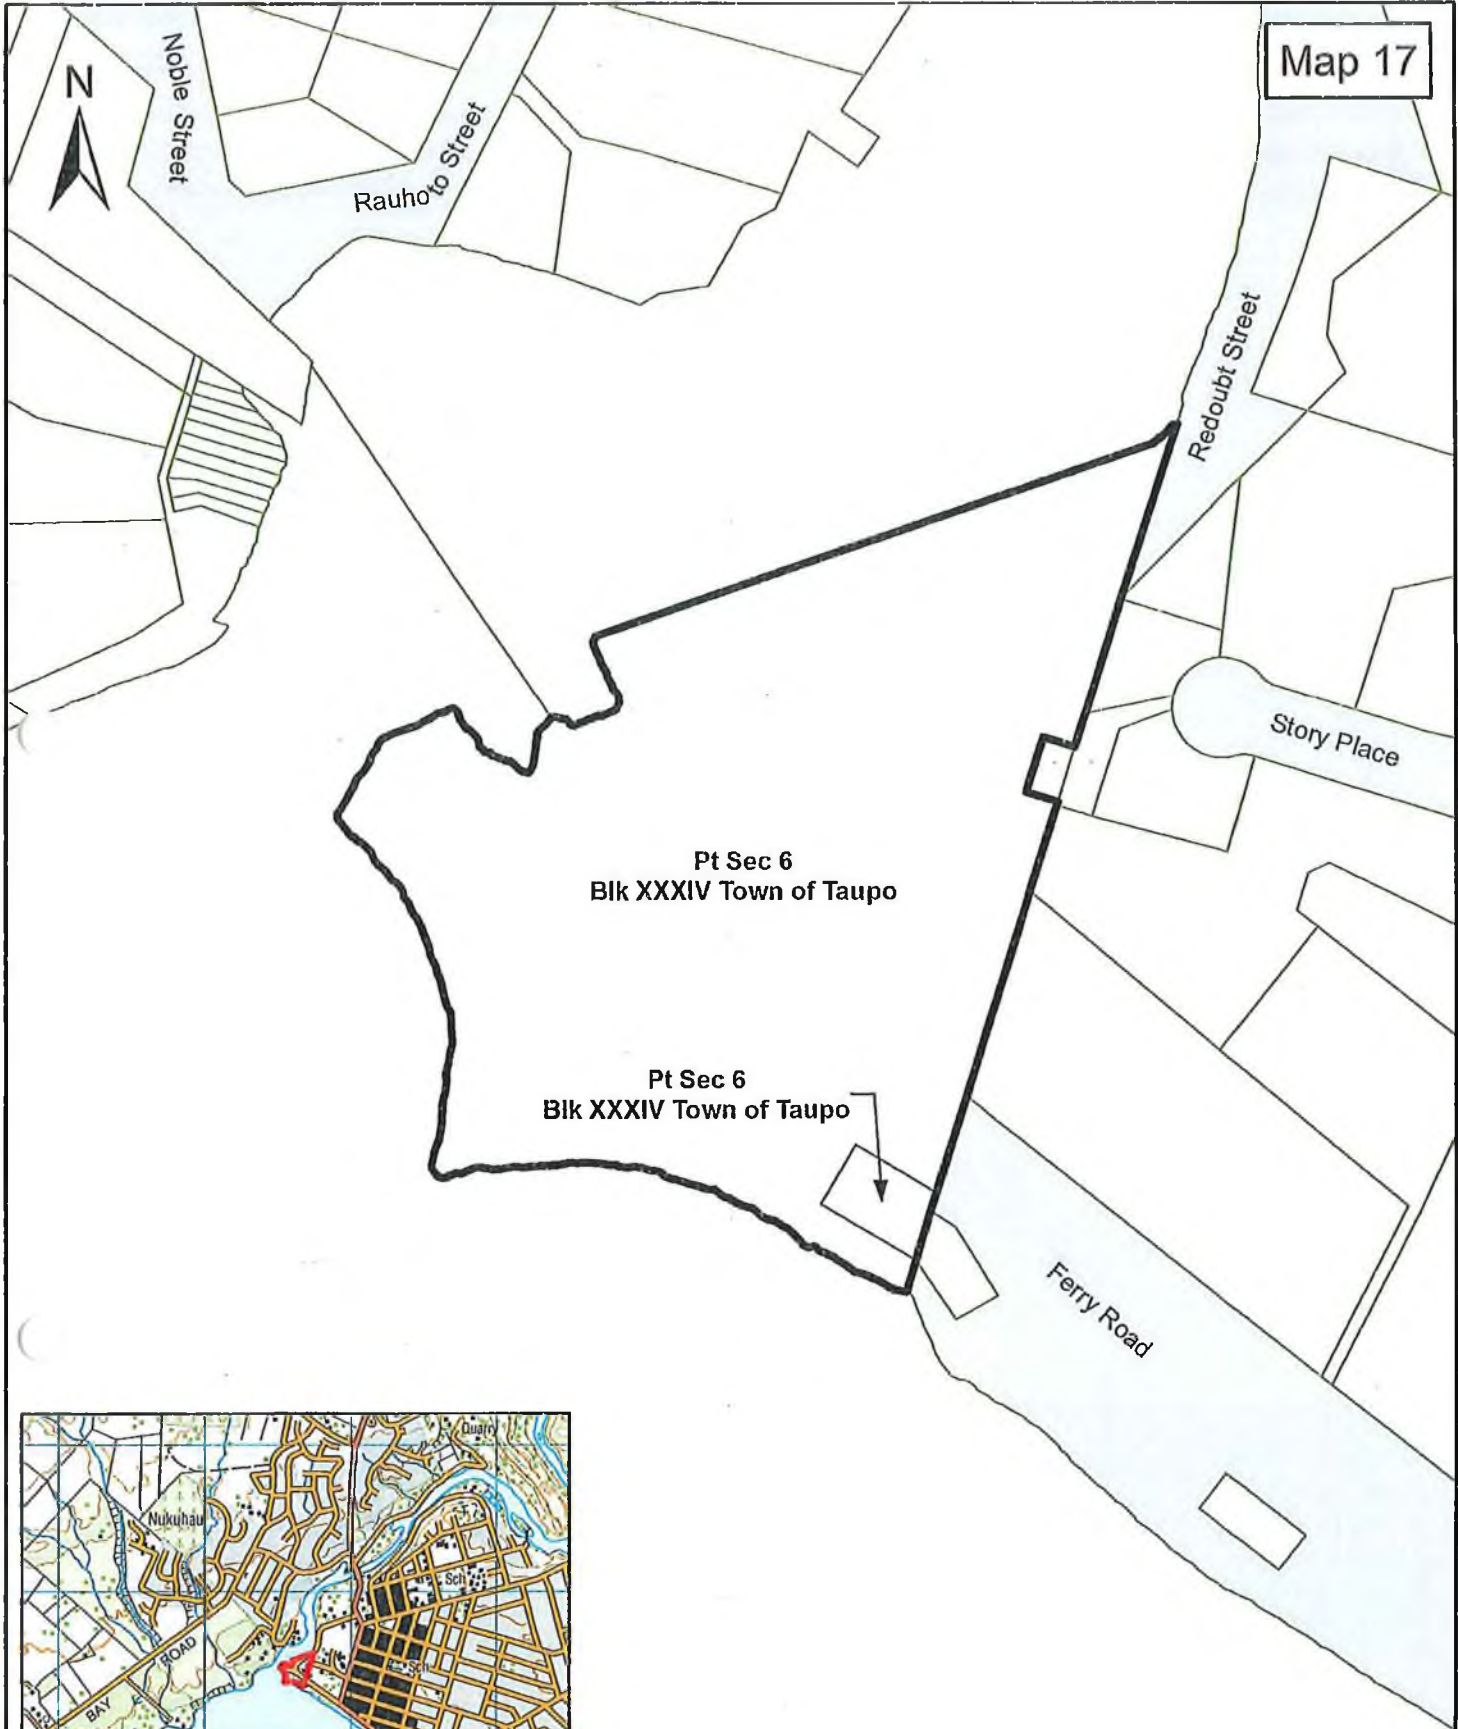 Map 17
N
Noble Street
Rauhoto Street
Redoubt Street
Story Place
Pt Sec 6
Blk XXXIV Town of Taupo
Pt Sec 6
Blk XXXIV Town of Taupo
Ferry Road
Quarry
Nukuhau
Sch
ROAD
Sch
BAY